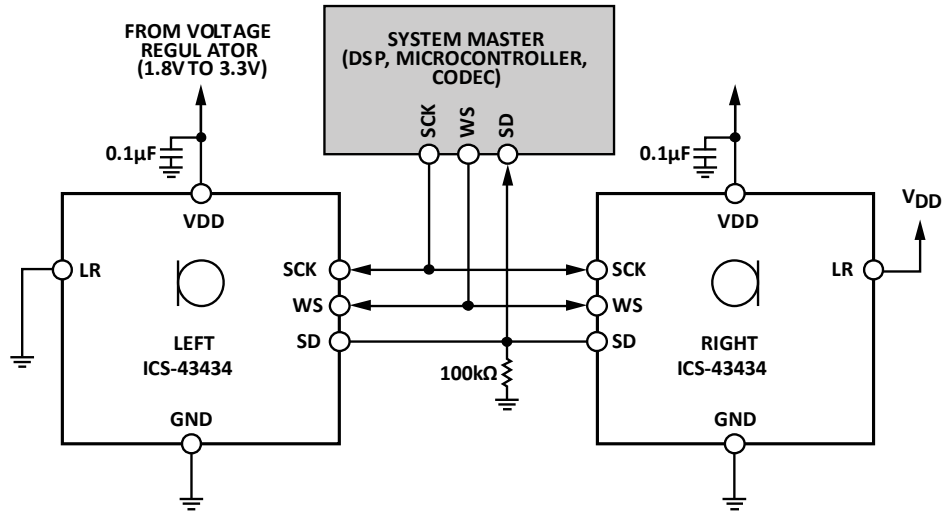 FROM VOLTAGE
REGUL ATOR
(1.8V TO 3.3V)
SYSTEM MASTER
(DSP, MICROCONTROLLER,
CODEC)
SCK
WS
SD
0.1µF
0.1µF
VDD
VDD
VDD
LR
SCK
SCK
LR
WS
WS
SD
SD
LEFT
ICS-43434
RIGHT
ICS-43434
100kΩ
GND
GND